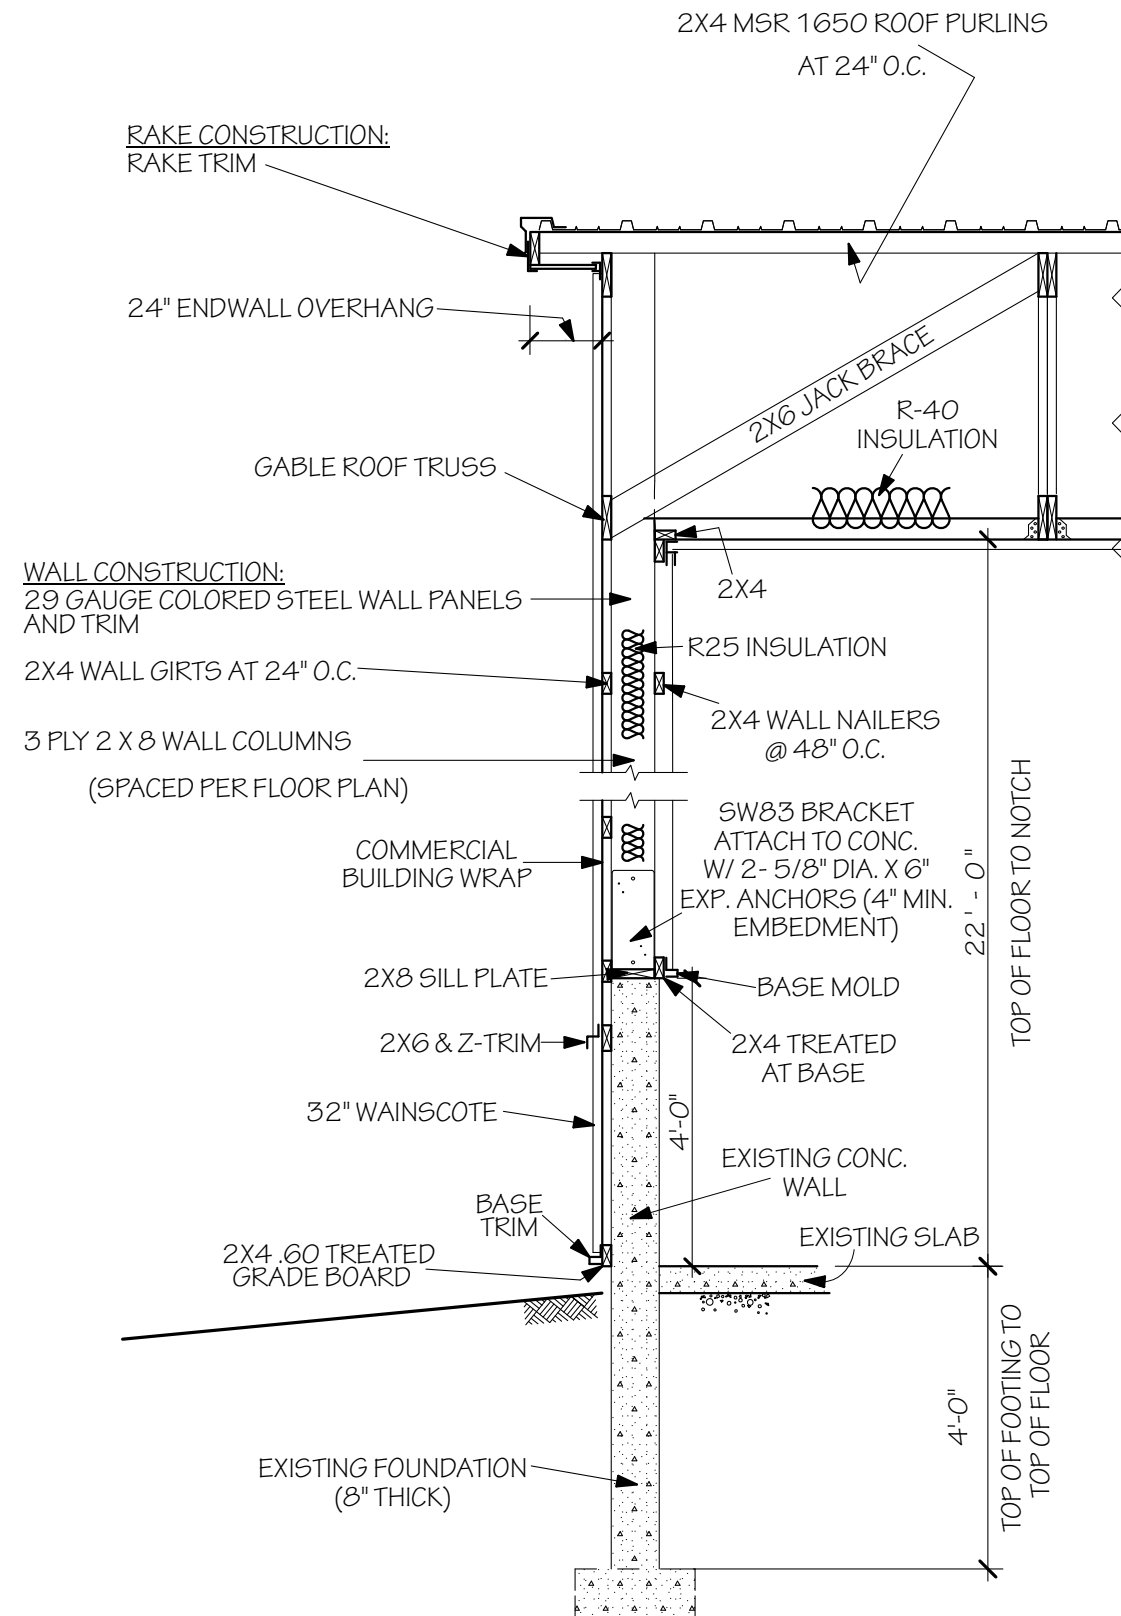 2X4 MSR 1650 ROOF PURLINS
AT 24" O.C.
RAKE CONSTRUCTION:
RAKE TRIM
24" ENDWALL OVERHANG
2X6 JACK BRACE
R-40
INSULATION
GABLE ROOF TRUSS
WALL CONSTRUCTION:
29 GAUGE COLORED STEEL WALL PANELS
AND TRIM
2X4
R25 INSULATION
2X4 WALL GIRTS AT 24" O.C.
2X4 WALL NAILERS
@ 48" O.C.
3 PLY 2 X 8 WALL COLUMNS
(SPACED PER FLOOR PLAN)
SW83 BRACKET
ATTACH TO CONC.
W/ 2- 5/8" DIA. X 6"
EXP. ANCHORS (4" MIN.
EMBEDMENT)
COMMERCIAL
BUILDING WRAP
22' - 0"
TOP OF FLOOR TO NOTCH
2X8 SILL PLATE
BASE MOLD
2X6 & Z-TRIM
2X4 TREATED
AT BASE
32" WAINSCOTE
4'-0"
EXISTING CONC.
WALL
BASE
TRIM
EXISTING SLAB
2X4 .60 TREATED
GRADE BOARD
4'-0"
TOP OF FOOTING TO
TOP OF FLOOR
EXISTING FOUNDATION
(8" THICK)